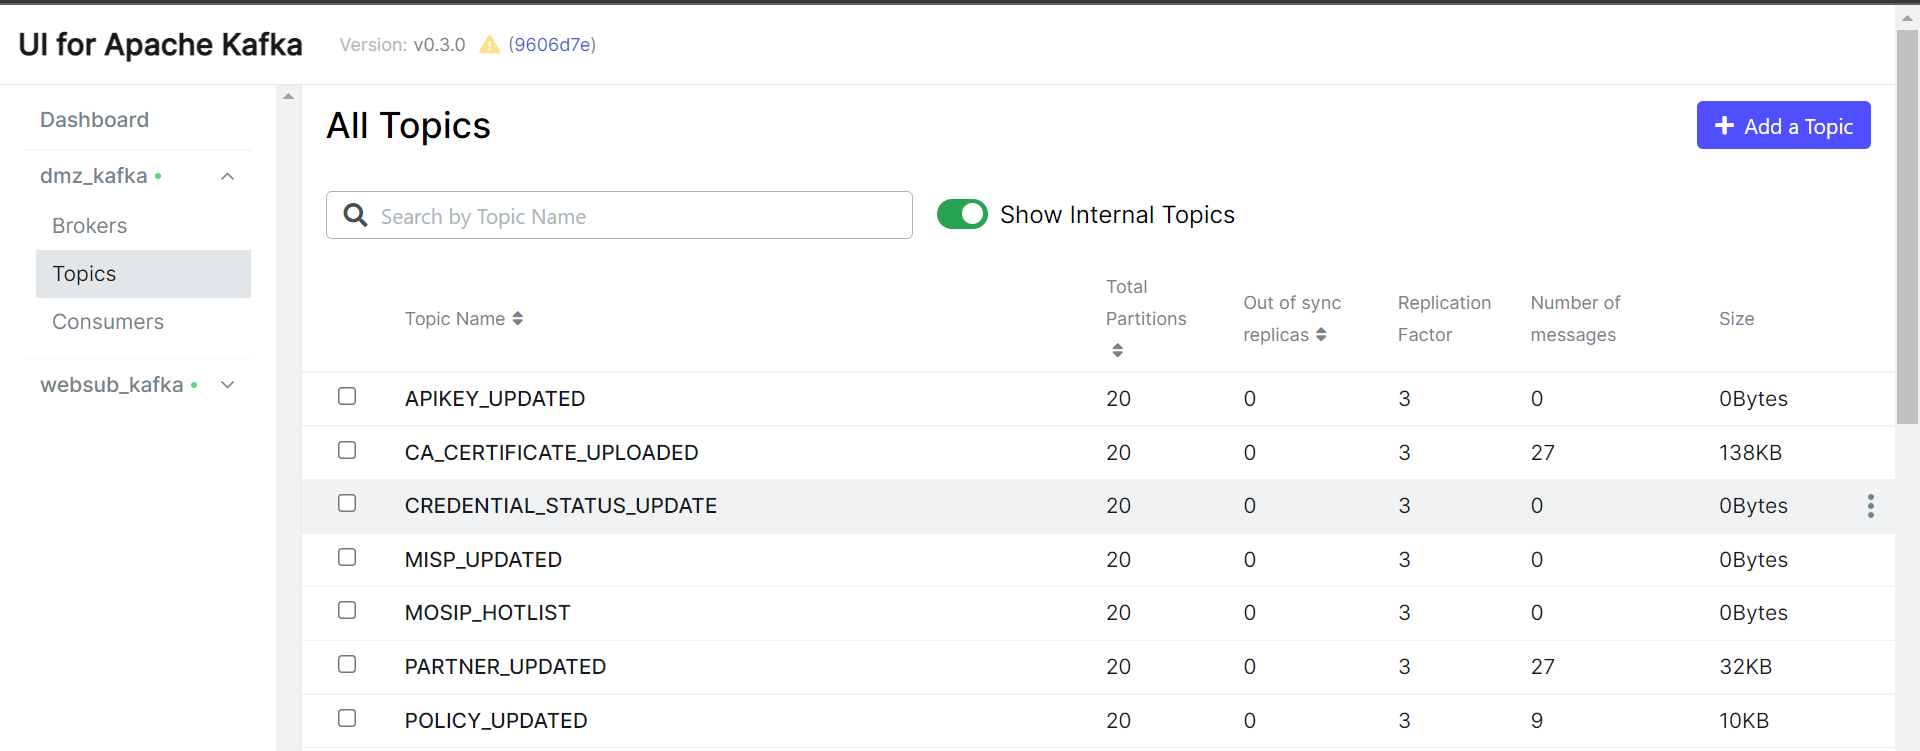 UI for Apache Kafka Version: v0.3.0 (9606d7e)
Dashboard
dmz_kafka
Brokers
Topics
Consumers
websub_kafka
All Topics
Add a Topic
Search by Topic Name
Show Internal Topics
Topic Name
Total
Partitions
Out of sync
replicas
Replication
Factor
Number of
messages
Size
APIKEY_UPDATED 20 0 3 0 0Bytes
CA_CERTIFICATE_UPLOADED 20 0 3 27 138KB
CREDENTIAL_STATUS_UPDATE 20 0 3 0 0Bytes
MISP_UPDATED 20 0 3 0 0Bytes
MOSIP_HOTLIST 20 0 3 0 0Bytes
PARTNER_UPDATED 20 0 3 27 32KB
POLICY_UPDATED 20 0 3 9 10KB